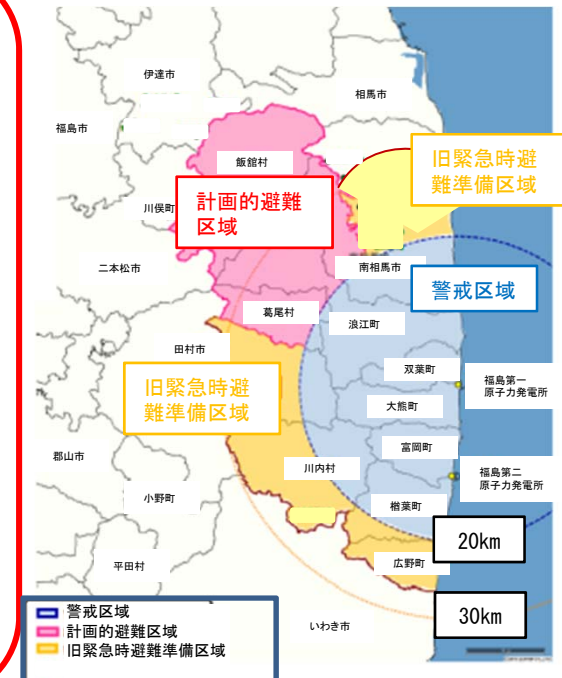 伊達市
相馬市
福島市
飯舘村
旧緊急時避
難準備区域
計画的避難
区域
川俣町
二本松市
南相馬市
警戒区域
葛尾村
浪江町
田村市
双葉町
福島第一
原子力発電所
旧緊急時避
難準備区域
大熊町
郡山市
富岡町
川内村
福島第二
原子力発電所
小野町
楢葉町
20km
平田村
広野町
30km
いわき市
警戒区域
計画的避難区域
旧緊急時避難準備区域